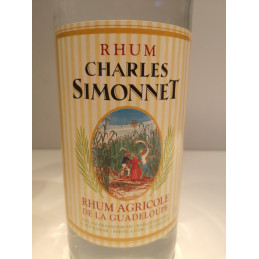 RHUM
CHARLES
SIMONNET
RHUM AGRICOLE
DE LA GUADELOUPE